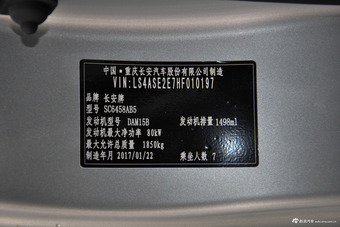 中国·重庆长安汽车股份有限公司制造
VIN:LS4ASE2E7HF010197
品牌 长安牌
型号 SC6458AB5
发动机型号 DAM15B 发动机排量 1498ml
发动机最大净功率 80kW
最大允许总质量 1850kg
制造年月 2017/01/22 乘坐人数 7